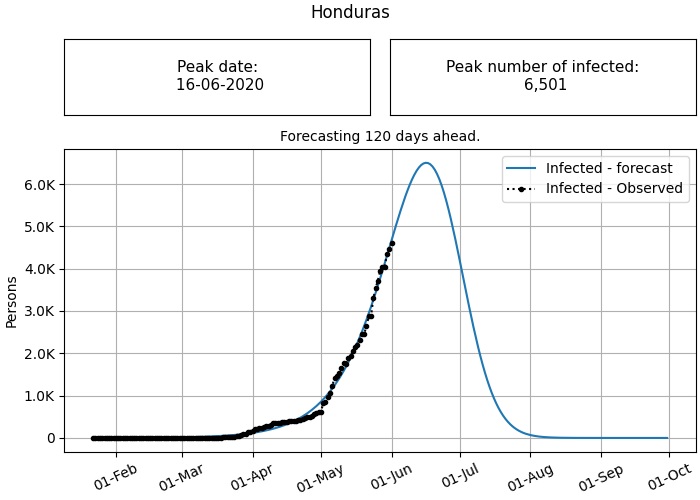 Honduras
Peak date:
16-06-2020
Peak number of infected:
6,501
Forecasting 120 days ahead.
Infected - forecast
Infected - Observed
6.0K
5.0K
4.0K
3.0K
2.0K
1.0K
0
Persons
01-Feb
01-Mar
01-Apr
01-May
01-Jun
01-Jul
01-Aug
01-Sep
01-Oct